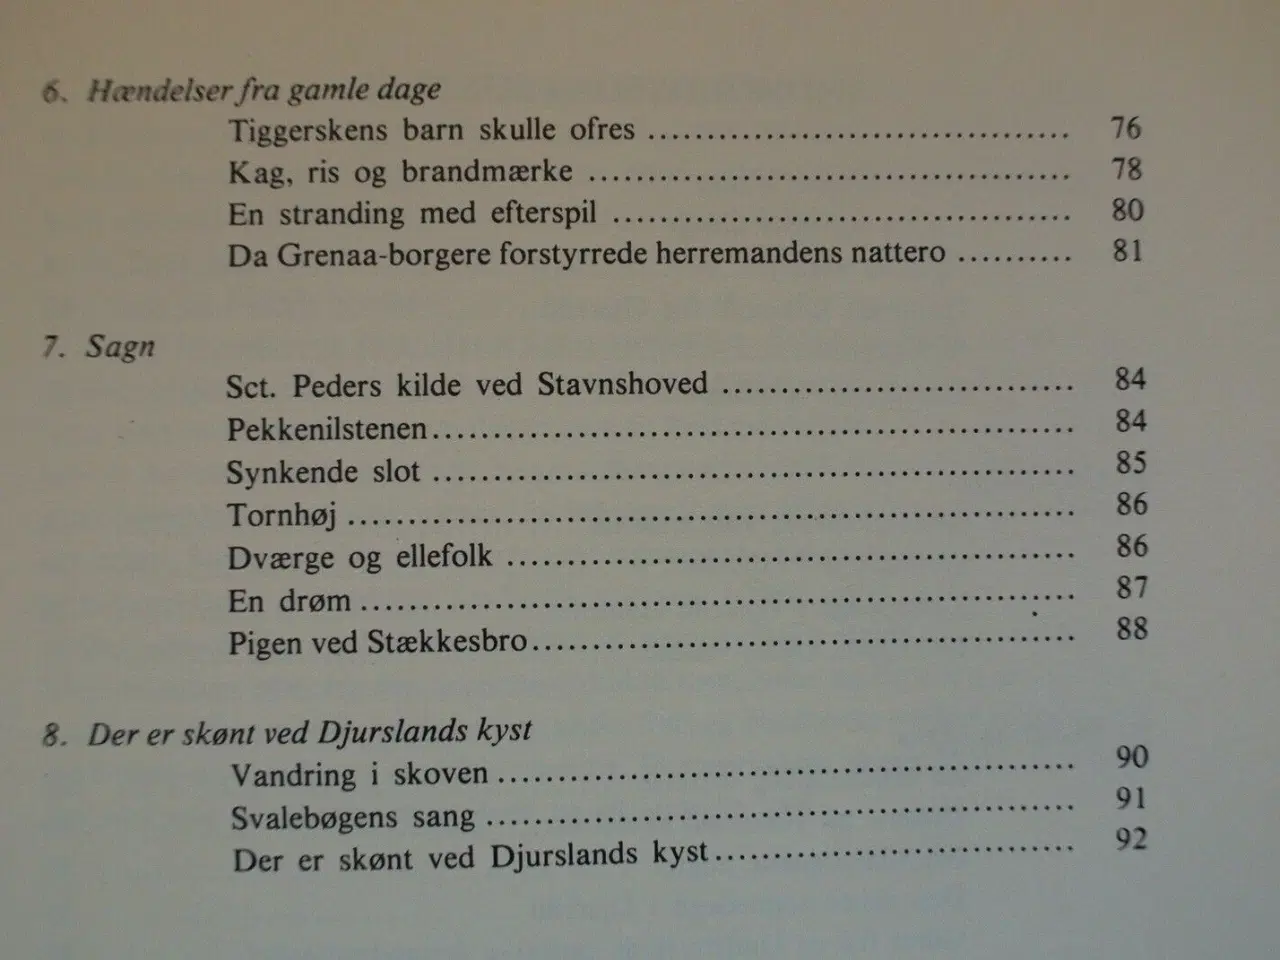 6. Hændelser fra gamle dage
Tiggerskens barn skulle ofres ................................... 76
Kag, ris og brandmærke ........................................ 78
En stranding med efterspil ...................................... 80
Da Grenaa-borgere forstyrrede herremandens nattero .......... 81
7. Sagn
Sct. Peders kilde ved Stavnshoved .............................. 84
Pekkenilstenen...................................................... 84
Synkende slot ..................................................... 85
Tornhøj ............................................................ 86
Dværge og ellefolk ............................................... 86
En drøm ........................................................... 87
Pigen ved Stækkesbro............................................. 88
8. Der er skønt ved Djurslands kyst
Vandring i skoven ................................................ 90
Svalebøgens sang ................................................. 91
Der er skønt ved Djurslands kyst.............................. 92